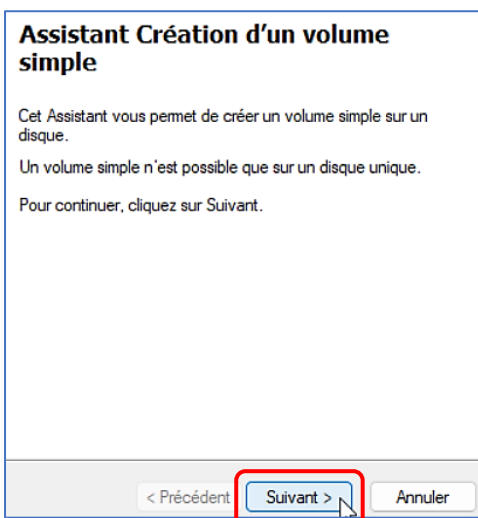 Assistant Création d'un volume
simple
Cet Assistant vous permet de créer un volume simple sur un
disque.
Un volume simple n'est possible que sur un disque unique.
Pour continuer, cliquez sur Suivant.
< Précédent Suivant > Annuler